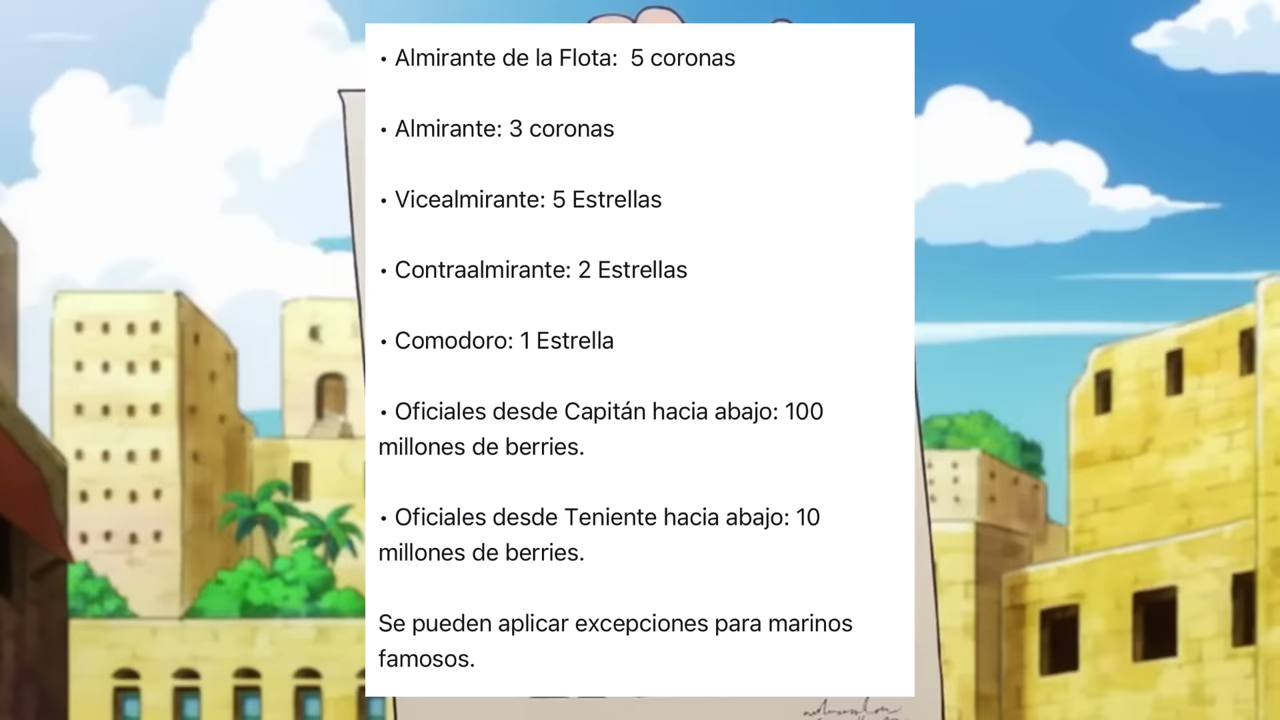 • Almirante de la Flota:  5 coronas
• Almirante: 3 coronas
• Vicealmirante: 5 Estrellas
• Contraalmirante: 2 Estrellas
• Comodoro: 1 Estrella
• Oficiales desde Capitán hacia abajo: 100
millones de berries.
• Oficiales desde Teniente hacia abajo: 10
millones de berries.
Se pueden aplicar excepciones para marinos
famosos.